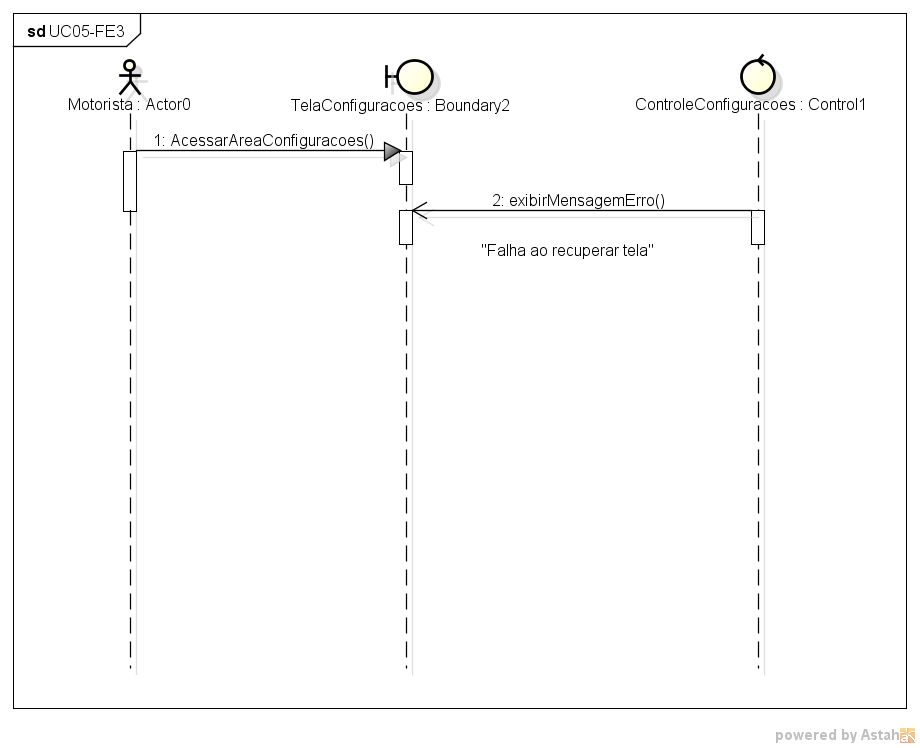 sd UC05-FE3
Motorista : Actor0
TelaConfiguracoes : Boundary2
ControleConfiguracoes : Control1
1: AcessarAreaConfiguracoes()
2: exibirMensagemErro()
"Falha ao recuperar tela"
powered by Astah